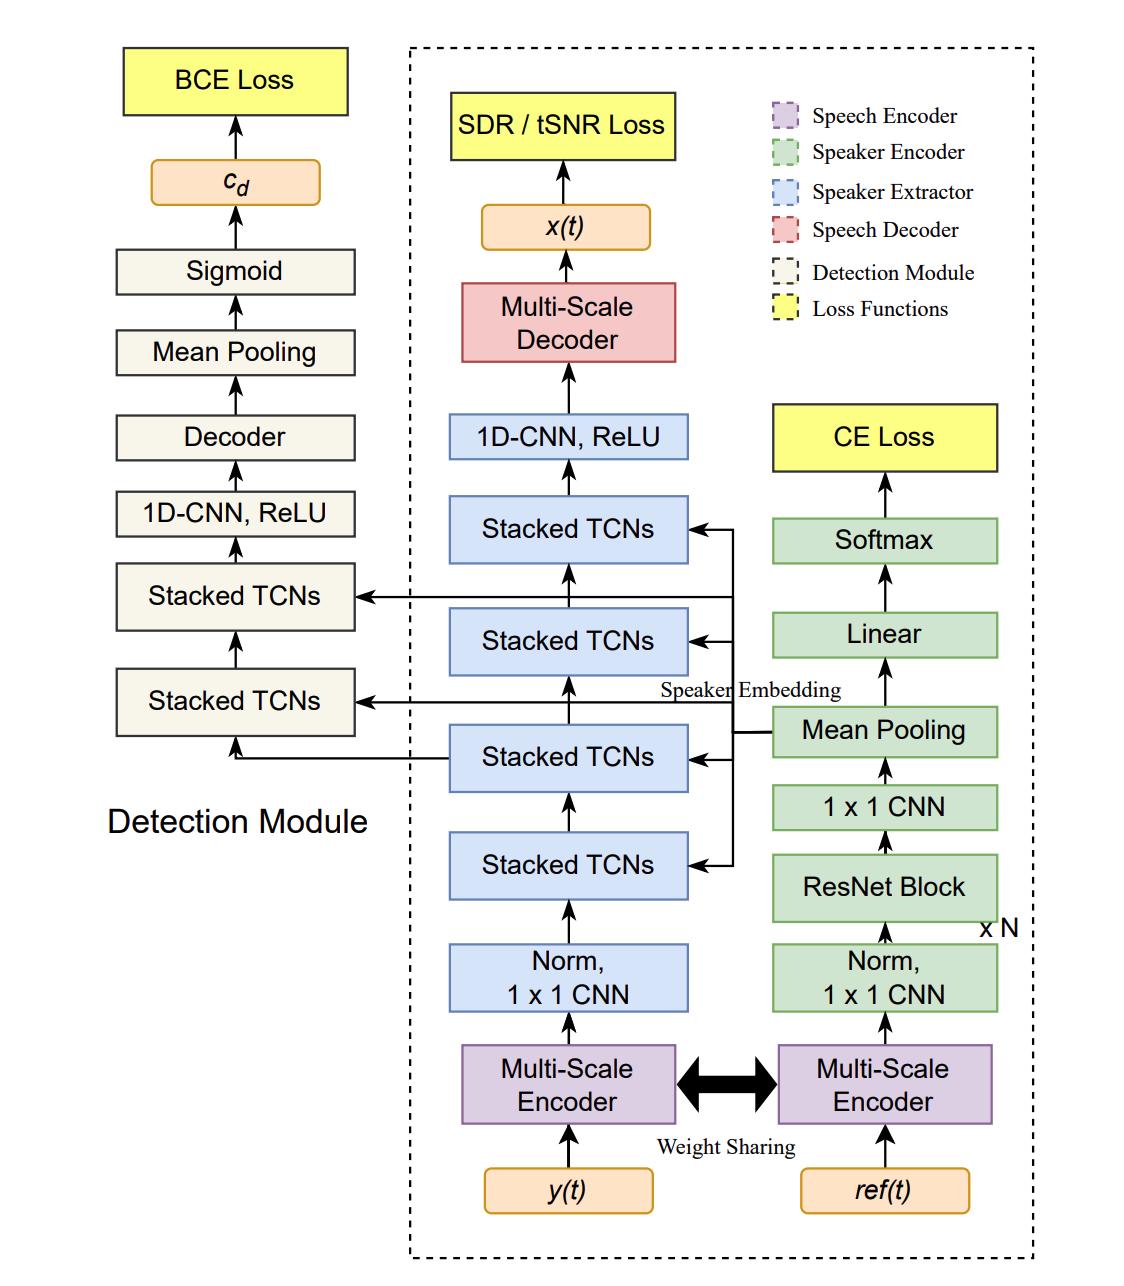 BCE Loss
c_d
Sigmoid
Mean Pooling
Decoder
1D-CNN, ReLU
Stacked TCNs
Stacked TCNs
Detection Module
SDR / tSNR Loss
x(t)
Multi-Scale
Decoder
1D-CNN, ReLU
Stacked TCNs
Stacked TCNs
Stacked TCNs
Stacked TCNs
Norm,
1 x 1 CNN
Multi-Scale
Encoder
y(t)
Speech Encoder
Speaker Encoder
Speaker Extractor
Speech Decoder
Detection Module
Loss Functions
CE Loss
Softmax
Linear
Speaker Embedding
Mean Pooling
1 x 1 CNN
ResNet Block
x N
Norm,
1 x 1 CNN
Multi-Scale
Encoder
Weight Sharing
ref(t)